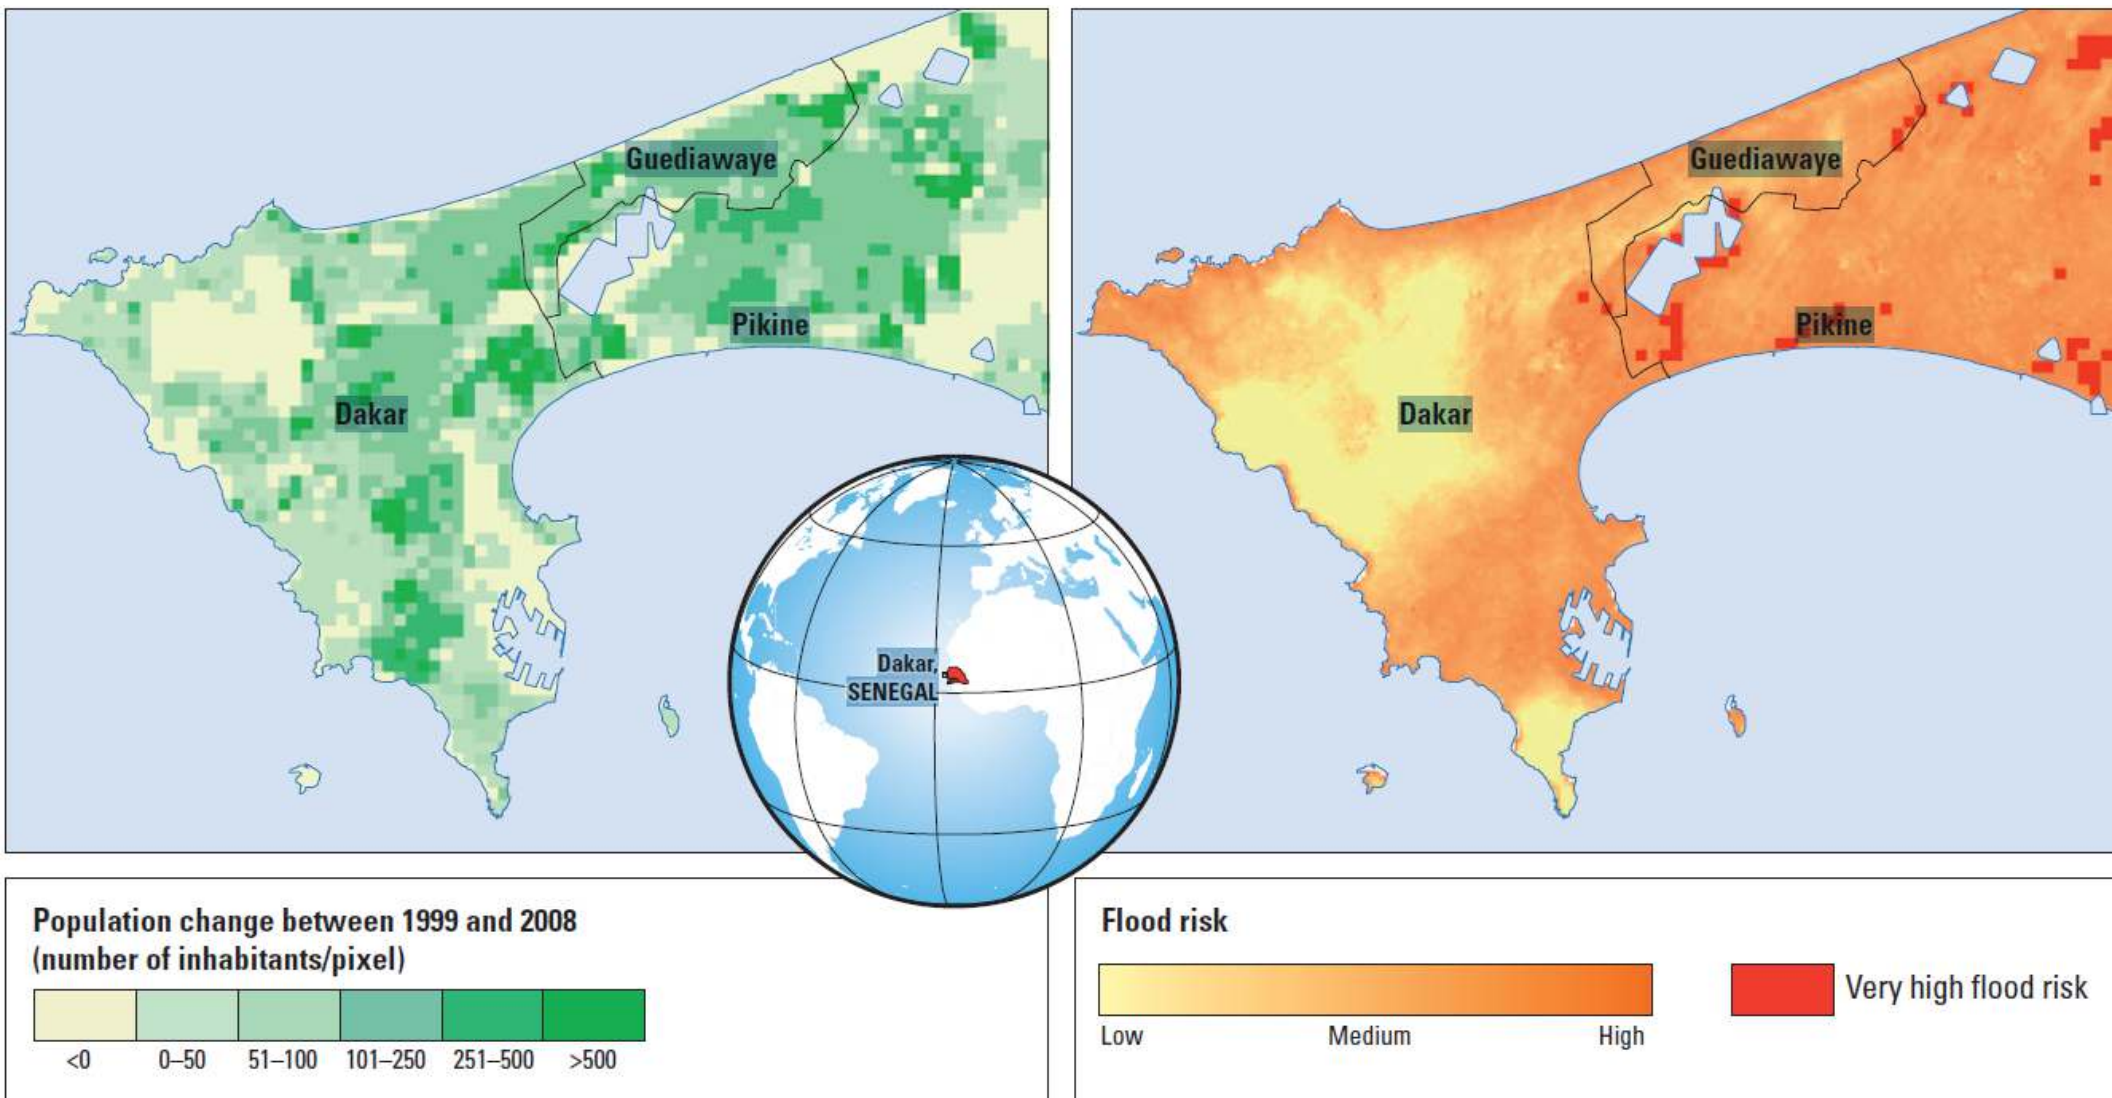 Guediawaye
Pikine
Dakar
Guediawaye
Pikine
Dakar
Dakar,
SENEGAL
Population change between 1999 and 2008
(number of inhabitants/pixel)
<0 0–50 51–100 101–250 251–500 >500
Flood risk
Low Medium High
Very high flood risk